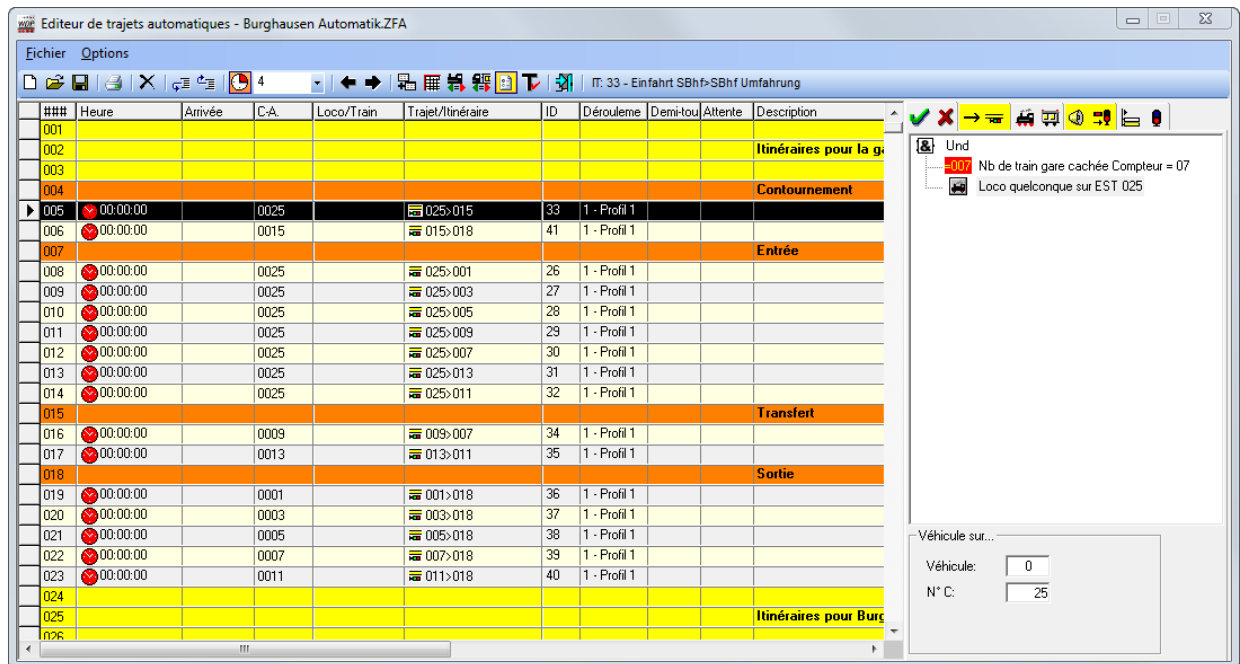 WDP Editeur de trajets automatiques - Burghausen Automatik.ZFA
Fichier Options
4 IT: 33 - Einfahrt SBhf>SBhf Umfahrung
### Heure Arrivée C-A. Loco/Train Trajet/Itinéraire ID Dérouleme Demi-tou Attente Description
001
002 Itinéraires pour la ga
003
004 Contournement
005 00:00:00 0025 025>015 33 1 - Profil 1
006 00:00:00 0015 015>018 41 1 - Profil 1
007 Entrée
008 00:00:00 0025 025>001 26 1 - Profil 1
009 00:00:00 0025 025>003 27 1 - Profil 1
010 00:00:00 0025 025>005 28 1 - Profil 1
011 00:00:00 0025 025>009 29 1 - Profil 1
012 00:00:00 0025 025>007 30 1 - Profil 1
013 00:00:00 0025 025>013 31 1 - Profil 1
014 00:00:00 0025 025>011 32 1 - Profil 1
015 Transfert
016 00:00:00 0009 009>007 34 1 - Profil 1
017 00:00:00 0013 013>011 35 1 - Profil 1
018 Sortie
019 00:00:00 0001 001>018 36 1 - Profil 1
020 00:00:00 0003 003>018 37 1 - Profil 1
021 00:00:00 0005 005>018 38 1 - Profil 1
022 00:00:00 0007 007>018 39 1 - Profil 1
023 00:00:00 0011 011>018 40 1 - Profil 1
024
025 Itinéraires pour Burg
026
& Und
=007 Nb de train gare cachée Compteur = 07
Loco quelconque sur EST 025
Véhicule sur...
Véhicule: 0
N° C: 25